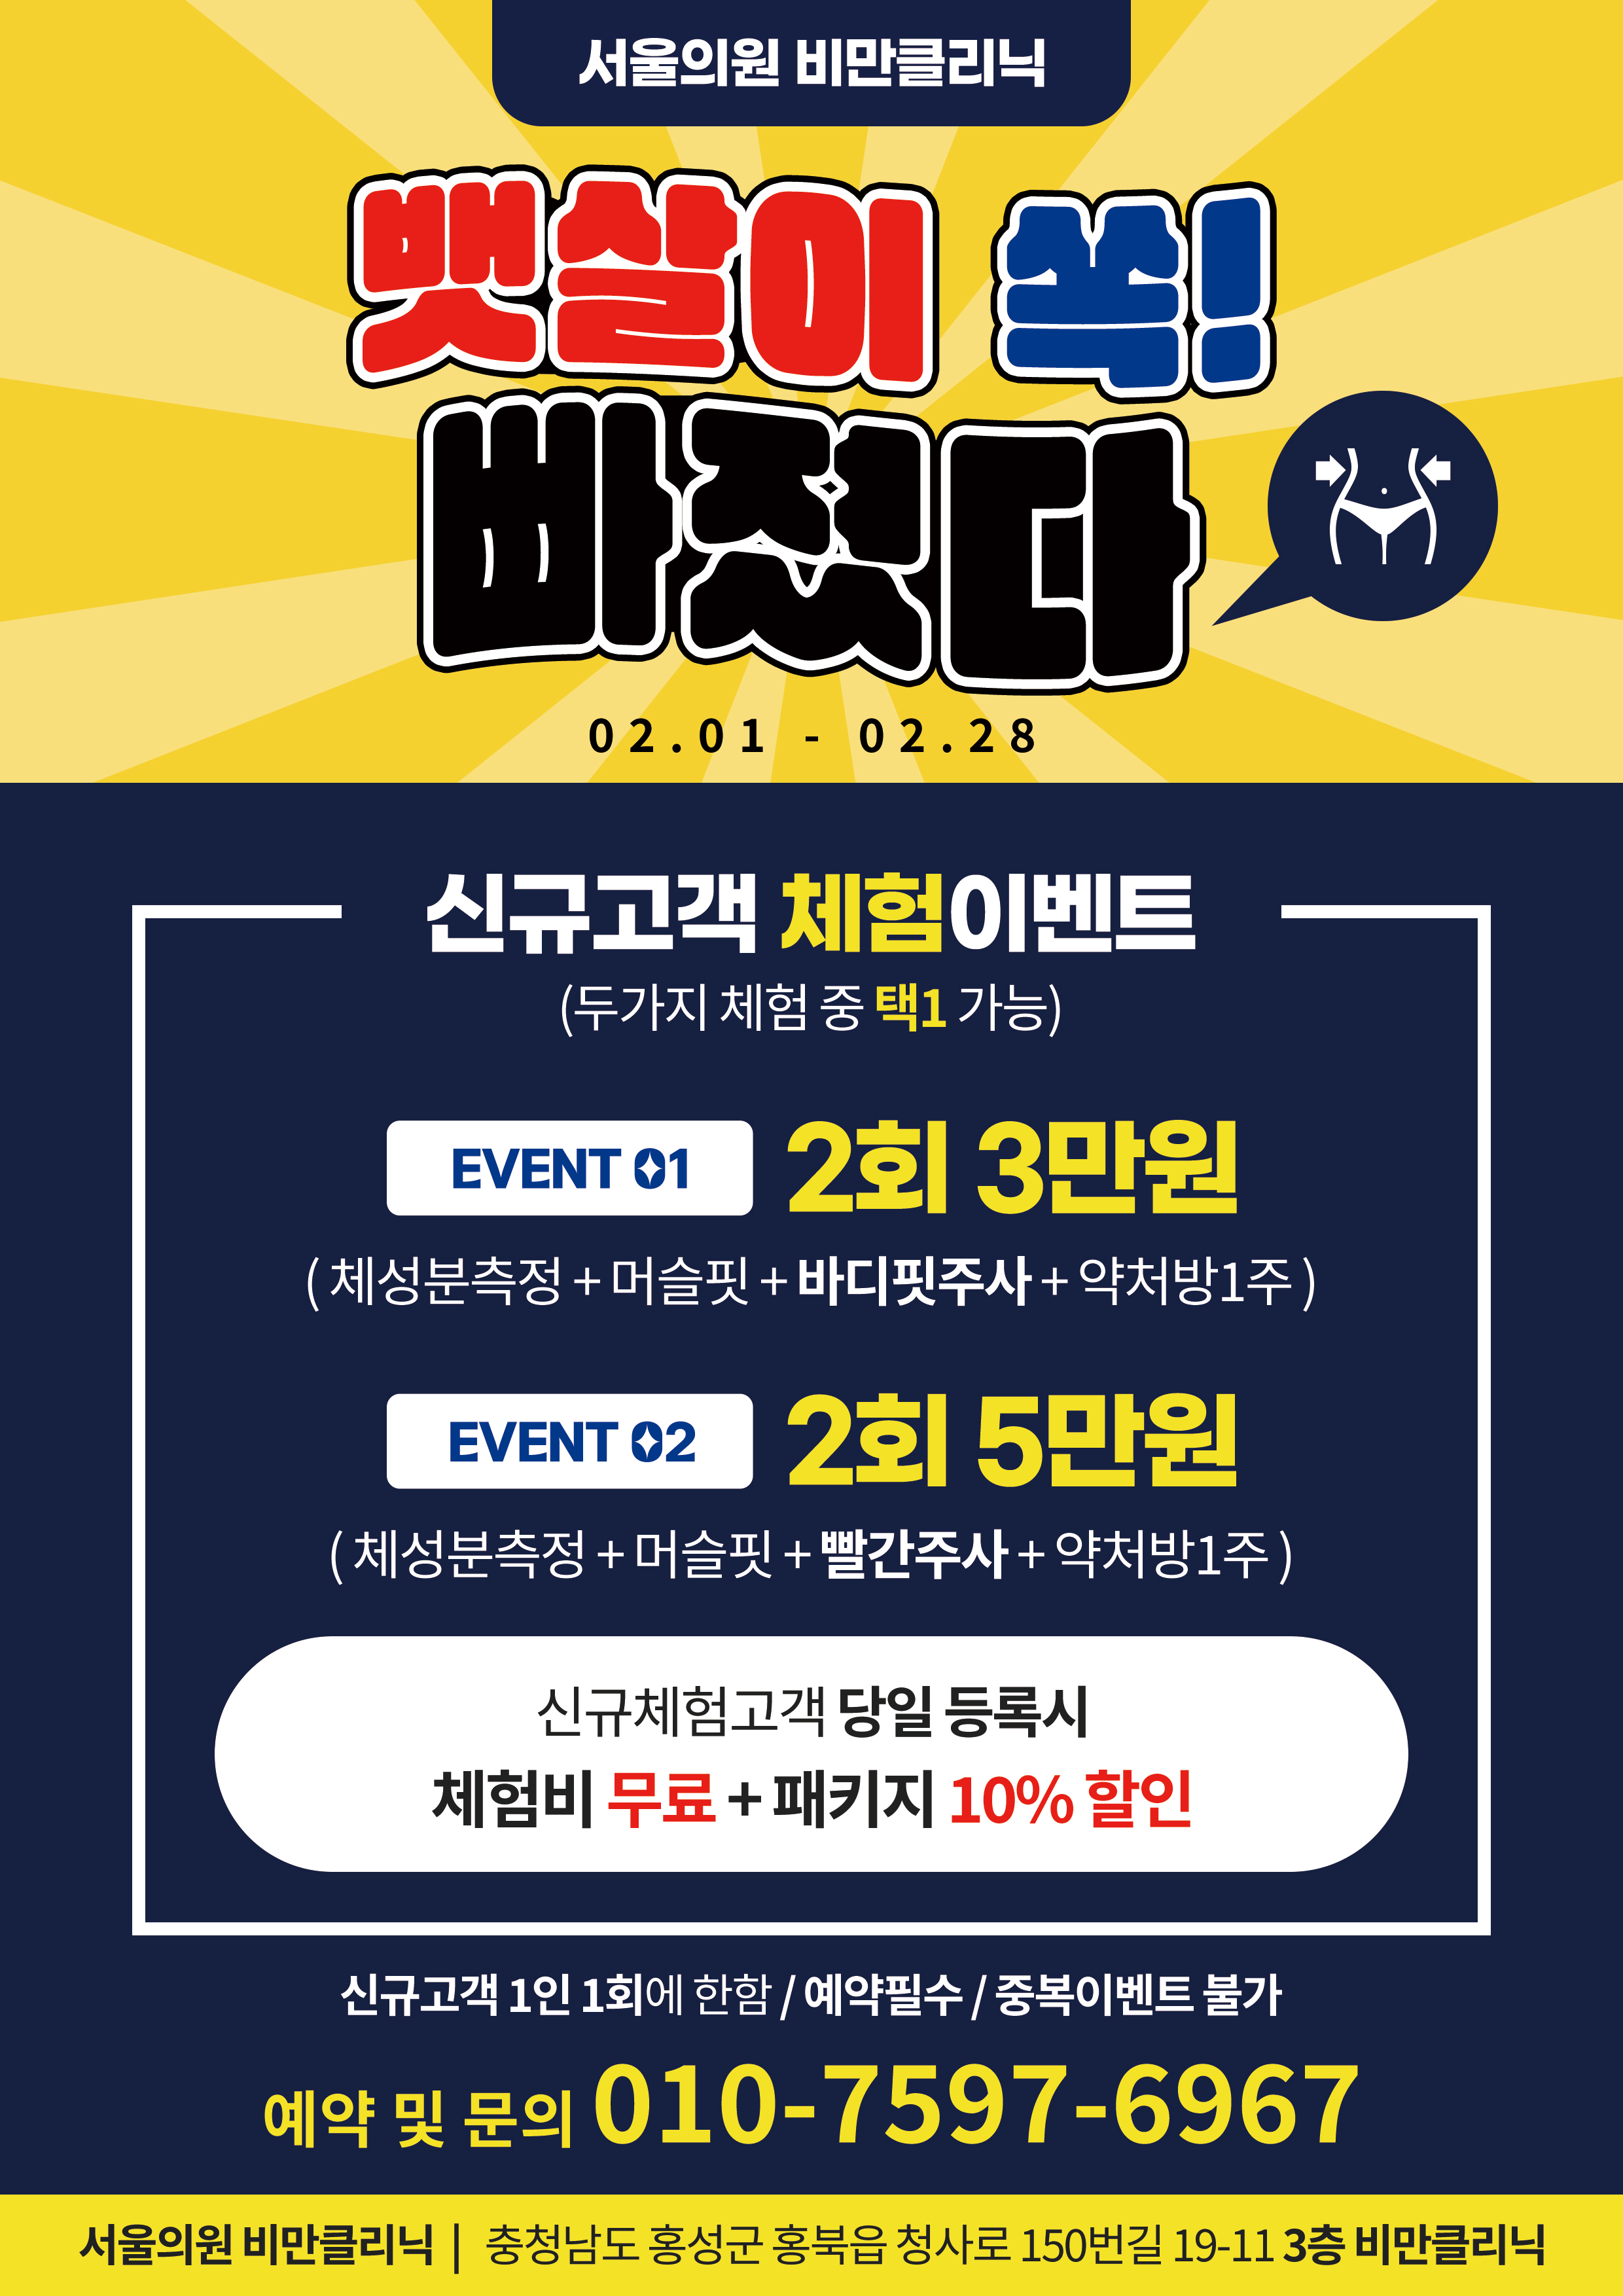 서울의원 비만클리닉
뱃살이 쏙!
빠졌다
02.01 - 02.28
신규고객 체험이벤트
(두가지 체험 중 택1 가능)
EVENT 01 2회 3만원
( 체성분측정 + 머슬핏 + 바디핏주사 + 약처방1주 )
EVENT 02 2회 5만원
( 체성분측정 + 머슬핏 + 빨간주사 + 약처방1주 )
신규체험고객 당일 등록시
체험비 무료 + 패키지 10% 할인
신규고객 1인 1회에 한함 / 예약필수 / 중복이벤트 불가
예약 및 문의 010-7597-6967
서울의원 비만클리닉 | 충청남도 홍성군 홍북읍 청사로 150번길 19-11 3층 비만클리닉